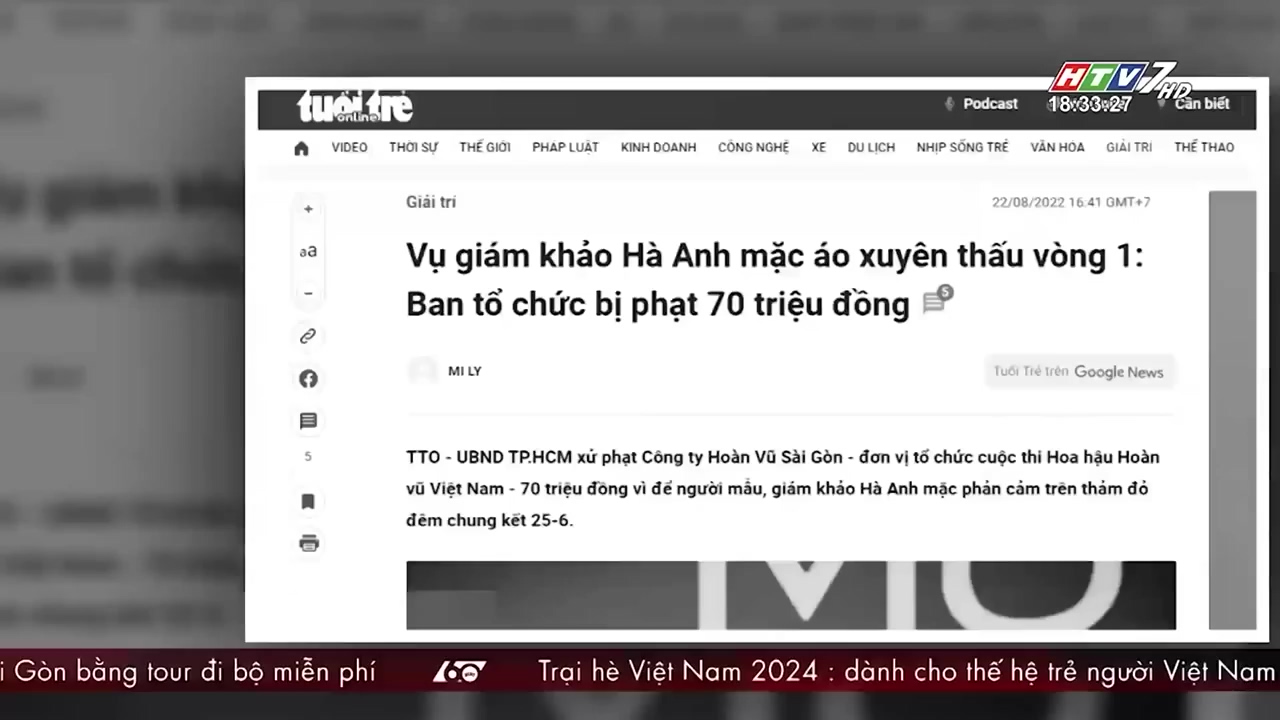 HTV7 HD
18:33:27
tuổi trẻ
online
Podcast
Cần biết
VIDEO THỜI SỰ THẾ GIỚI PHÁP LUẬT KINH DOANH CÔNG NGHỆ XE DU LỊCH NHỊP SỐNG TRẺ VĂN HÓA GIẢI TRÍ THỂ THAO
Giải trí
22/08/2022 16:41 GMT+7
+
aa
−
Vụ giám khảo Hà Anh mặc áo xuyên thấu vòng 1:
Ban tổ chức bị phạt 70 triệu đồng 5
MI LY
Tuổi Trẻ trên Google News
5
TTO - UBND TP.HCM xử phạt Công ty Hoàn Vũ Sài Gòn - đơn vị tổ chức cuộc thi Hoa hậu Hoàn
vũ Việt Nam - 70 triệu đồng vì để người mẫu, giám khảo Hà Anh mặc phản cảm trên thảm đỏ
đêm chung kết 25-6.
i Gòn bằng tour đi bộ miễn phí 60 giây Trại hè Việt Nam 2024 : dành cho thế hệ trẻ người Việt Nam